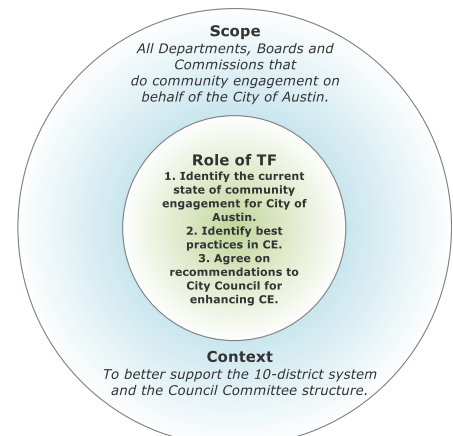 Scope
All Departments, Boards and
Commissions that
do community engagement on
behalf of the City of Austin.
Role of TF
1. Identify the current
state of community
engagement for City of
Austin.
2. Identify best
practices in CE.
3. Agree on
recommendations to
City Council for
enhancing CE.
Context
To better support the 10-district system
and the Council Committee structure.